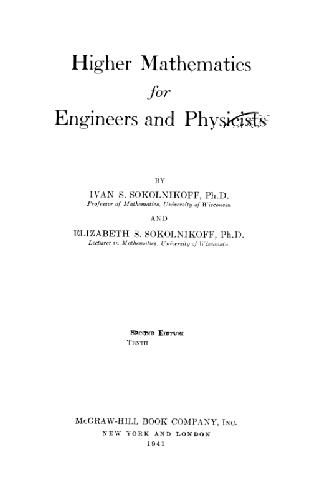 Higher Mathematics
for
Engineers and Physicists
BY
IVAN S. SOKOLNIKOFF, Ph.D.
Professor of Mathematics, University of Wisconsin
AND
ELIZABETH S. SOKOLNIKOFF, Ph.D.
Lecturer in Mathematics, University of Wisconsin
SECOND EDITION
TENTH
McGRAW-HILL BOOK COMPANY, INC.
NEW YORK AND LONDON
1941